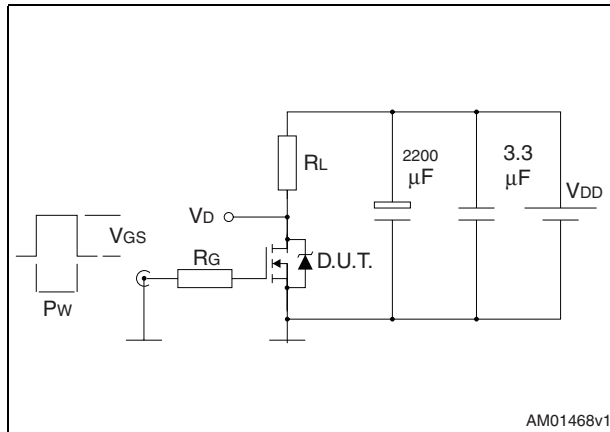 RL
2200
μF
3.3
μF
VDD
VD
VGS
RG
D.U.T.
PW
AM01468v1